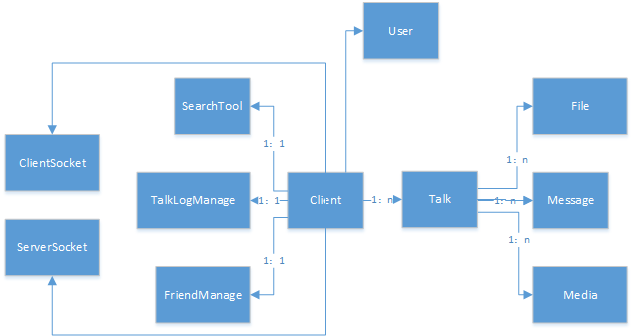 User
SearchTool
File
1: 1
1: n
ClientSocket
TalkLogManage
1: 1
Client
1: n
Talk
1: n
Message
ServerSocket
1: n
1: 1
FriendManage
Media